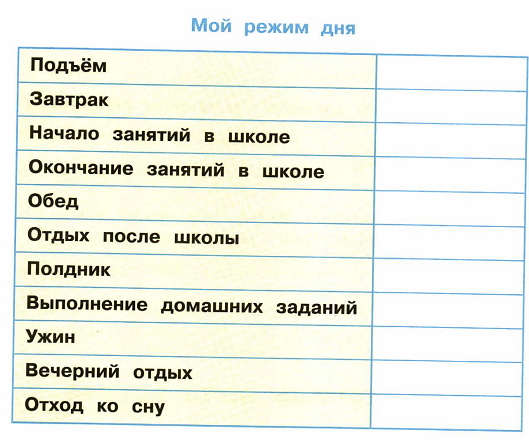 Мой режим дня
Подъём
Завтрак
Начало занятий в школе
Окончание занятий в школе
Обед
Отдых после школы
Полдник
Выполнение домашних заданий
Ужин
Вечерний отдых
Отход ко сну